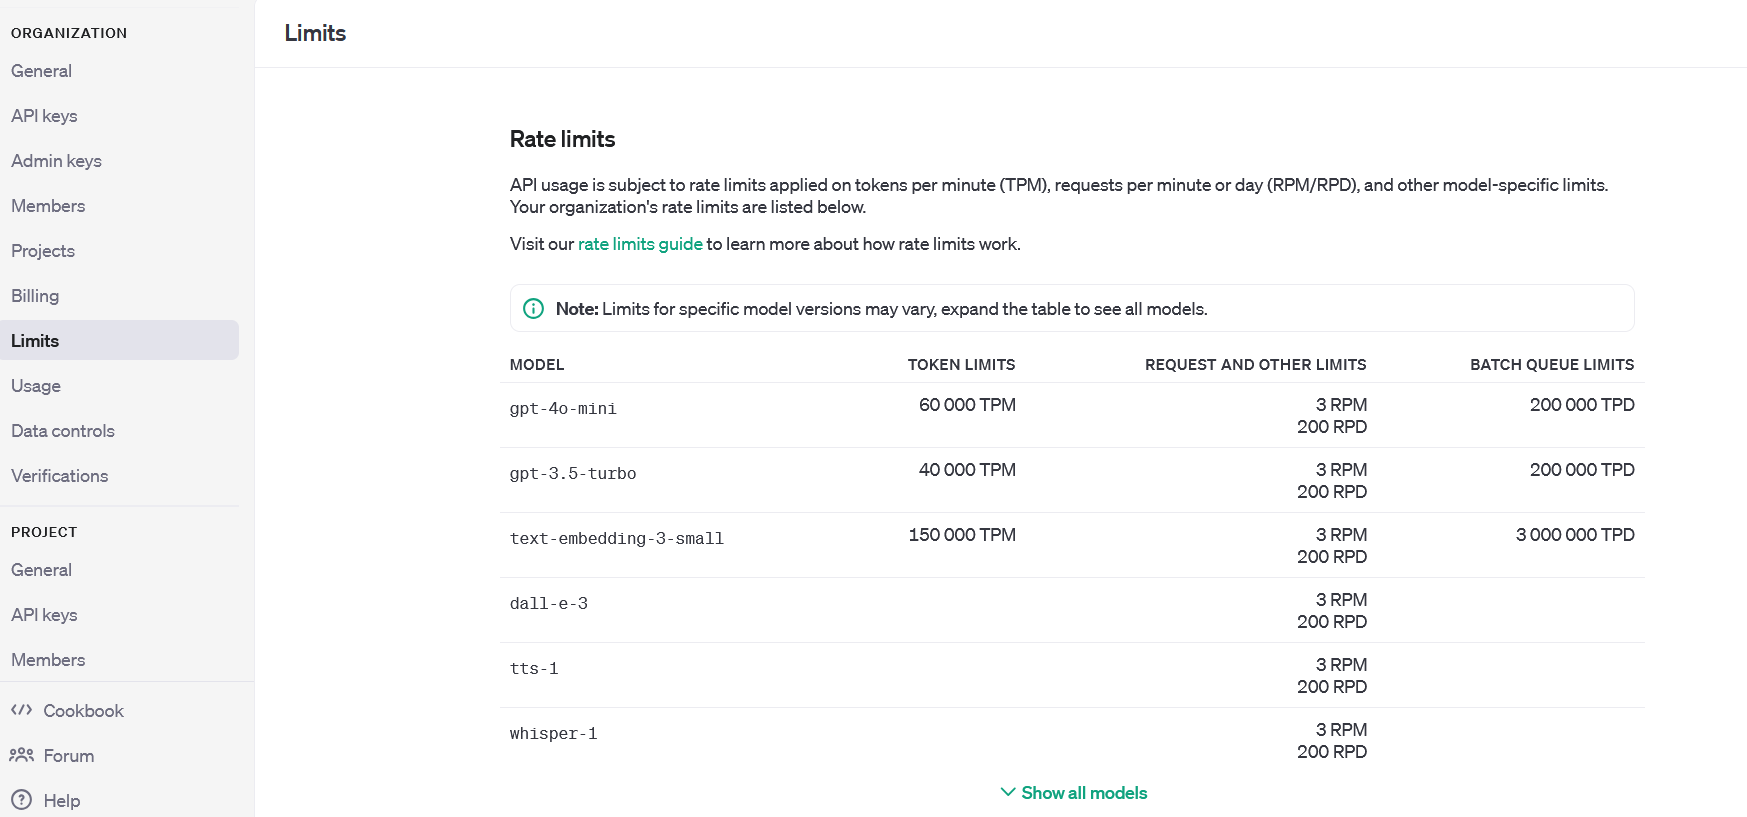 ORGANIZATION
General
API keys
Admin keys
Members
Projects
Billing
Limits
Usage
Data controls
Verifications
PROJECT
General
API keys
Members
Cookbook
Forum
Help
Limits
Rate limits
API usage is subject to rate limits applied on tokens per minute (TPM), requests per minute or day (RPM/RPD), and other model-specific limits.
Your organization's rate limits are listed below.
Visit our rate limits guide to learn more about how rate limits work.
Note: Limits for specific model versions may vary, expand the table to see all models.
MODEL TOKEN LIMITS REQUEST AND OTHER LIMITS BATCH QUEUE LIMITS
gpt-4o-mini 60 000 TPM 3 RPM 200 000 TPD
200 RPD
gpt-3.5-turbo 40 000 TPM 3 RPM 200 000 TPD
200 RPD
text-embedding-3-small 150 000 TPM 3 RPM 3 000 000 TPD
200 RPD
dall-e-3 3 RPM
200 RPD
tts-1 3 RPM
200 RPD
whisper-1 3 RPM
200 RPD
Show all models